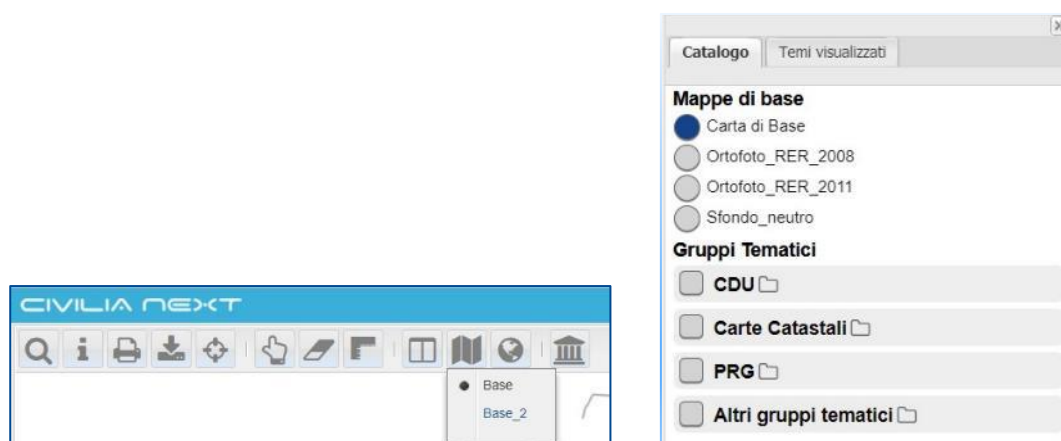 Catalogo Temi visualizzati
Mappe di base
Carta di Base
Ortofoto_RER_2008
Ortofoto_RER_2011
Sfondo_neutro
Gruppi Tematici
CDU
Carte Catastali
PRG
Altri gruppi tematici
CIVILIA NEXT
Base
Base_2